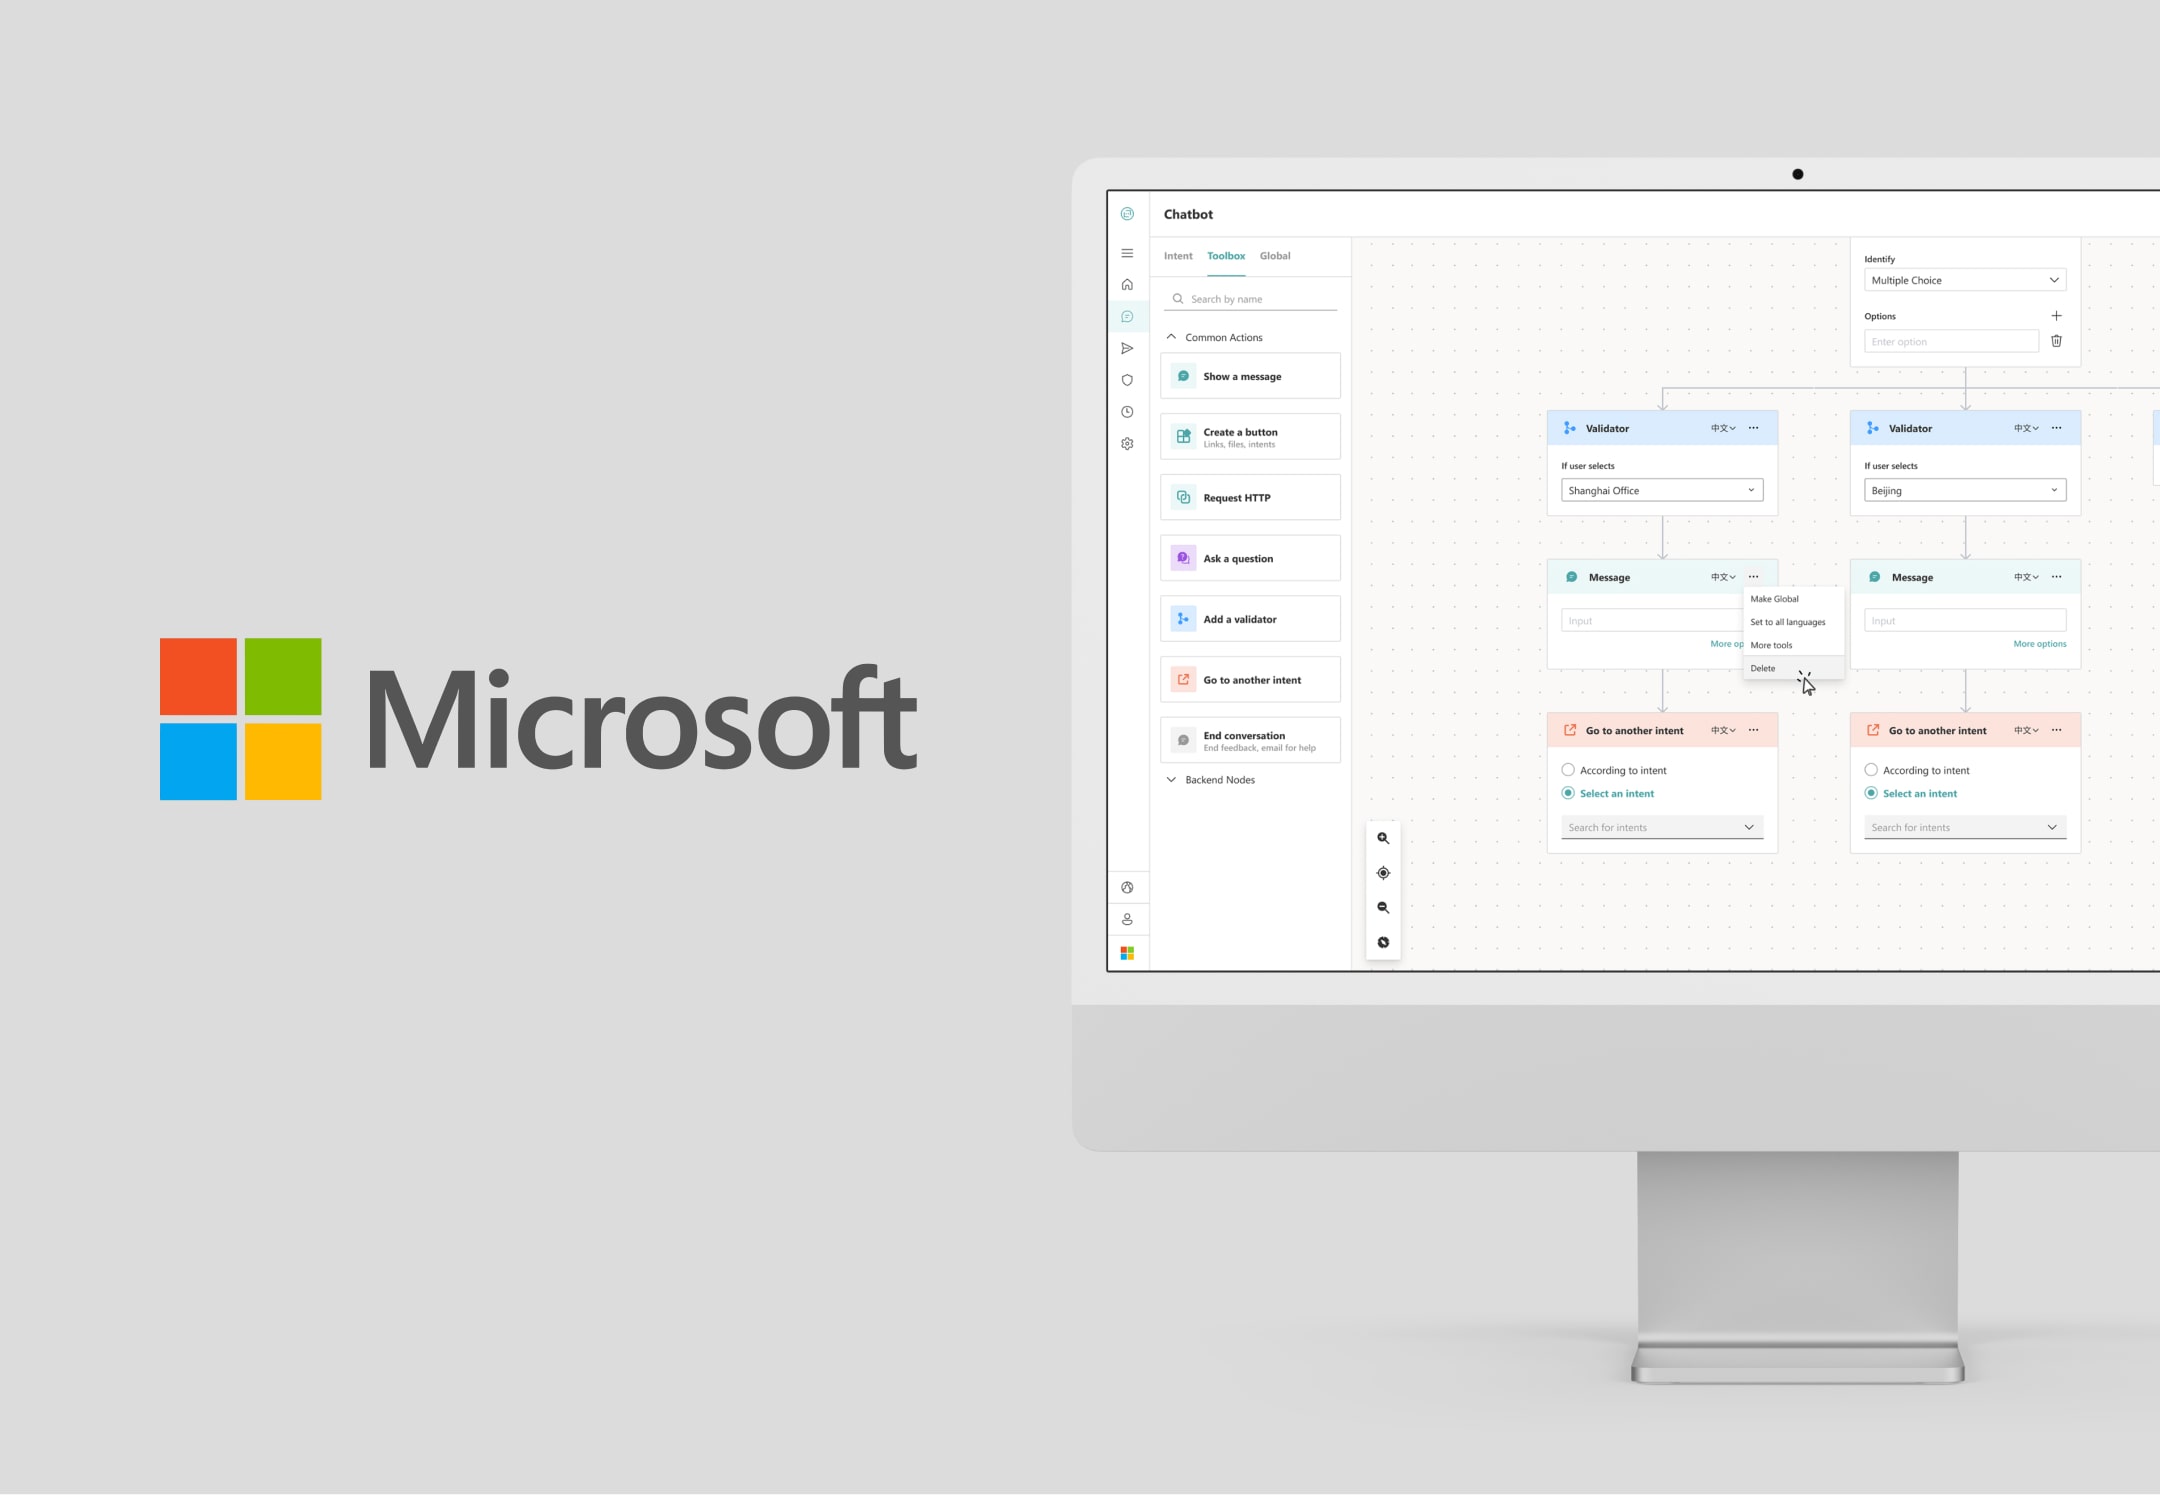 Microsoft
Chatbot
Intent Toolbox Global
Search by name
Common Actions
Show a message
Create a button
Links, files, intents
Request HTTP
Ask a question
Add a validator
Go to another intent
End conversation
End feedback, email for help
Backend Nodes
Identify
Multiple Choice
Options
Enter option
Validator 中文
If user selects
Shanghai Office
Validator 中文
If user selects
Beijing
Message 中文
Input
More op
Make Global
Set to all languages
More tools
Delete
Message 中文
Input
More options
Go to another intent 中文
According to intent
Select an intent
Search for intents
Go to another intent 中文
According to intent
Select an intent
Search for intents